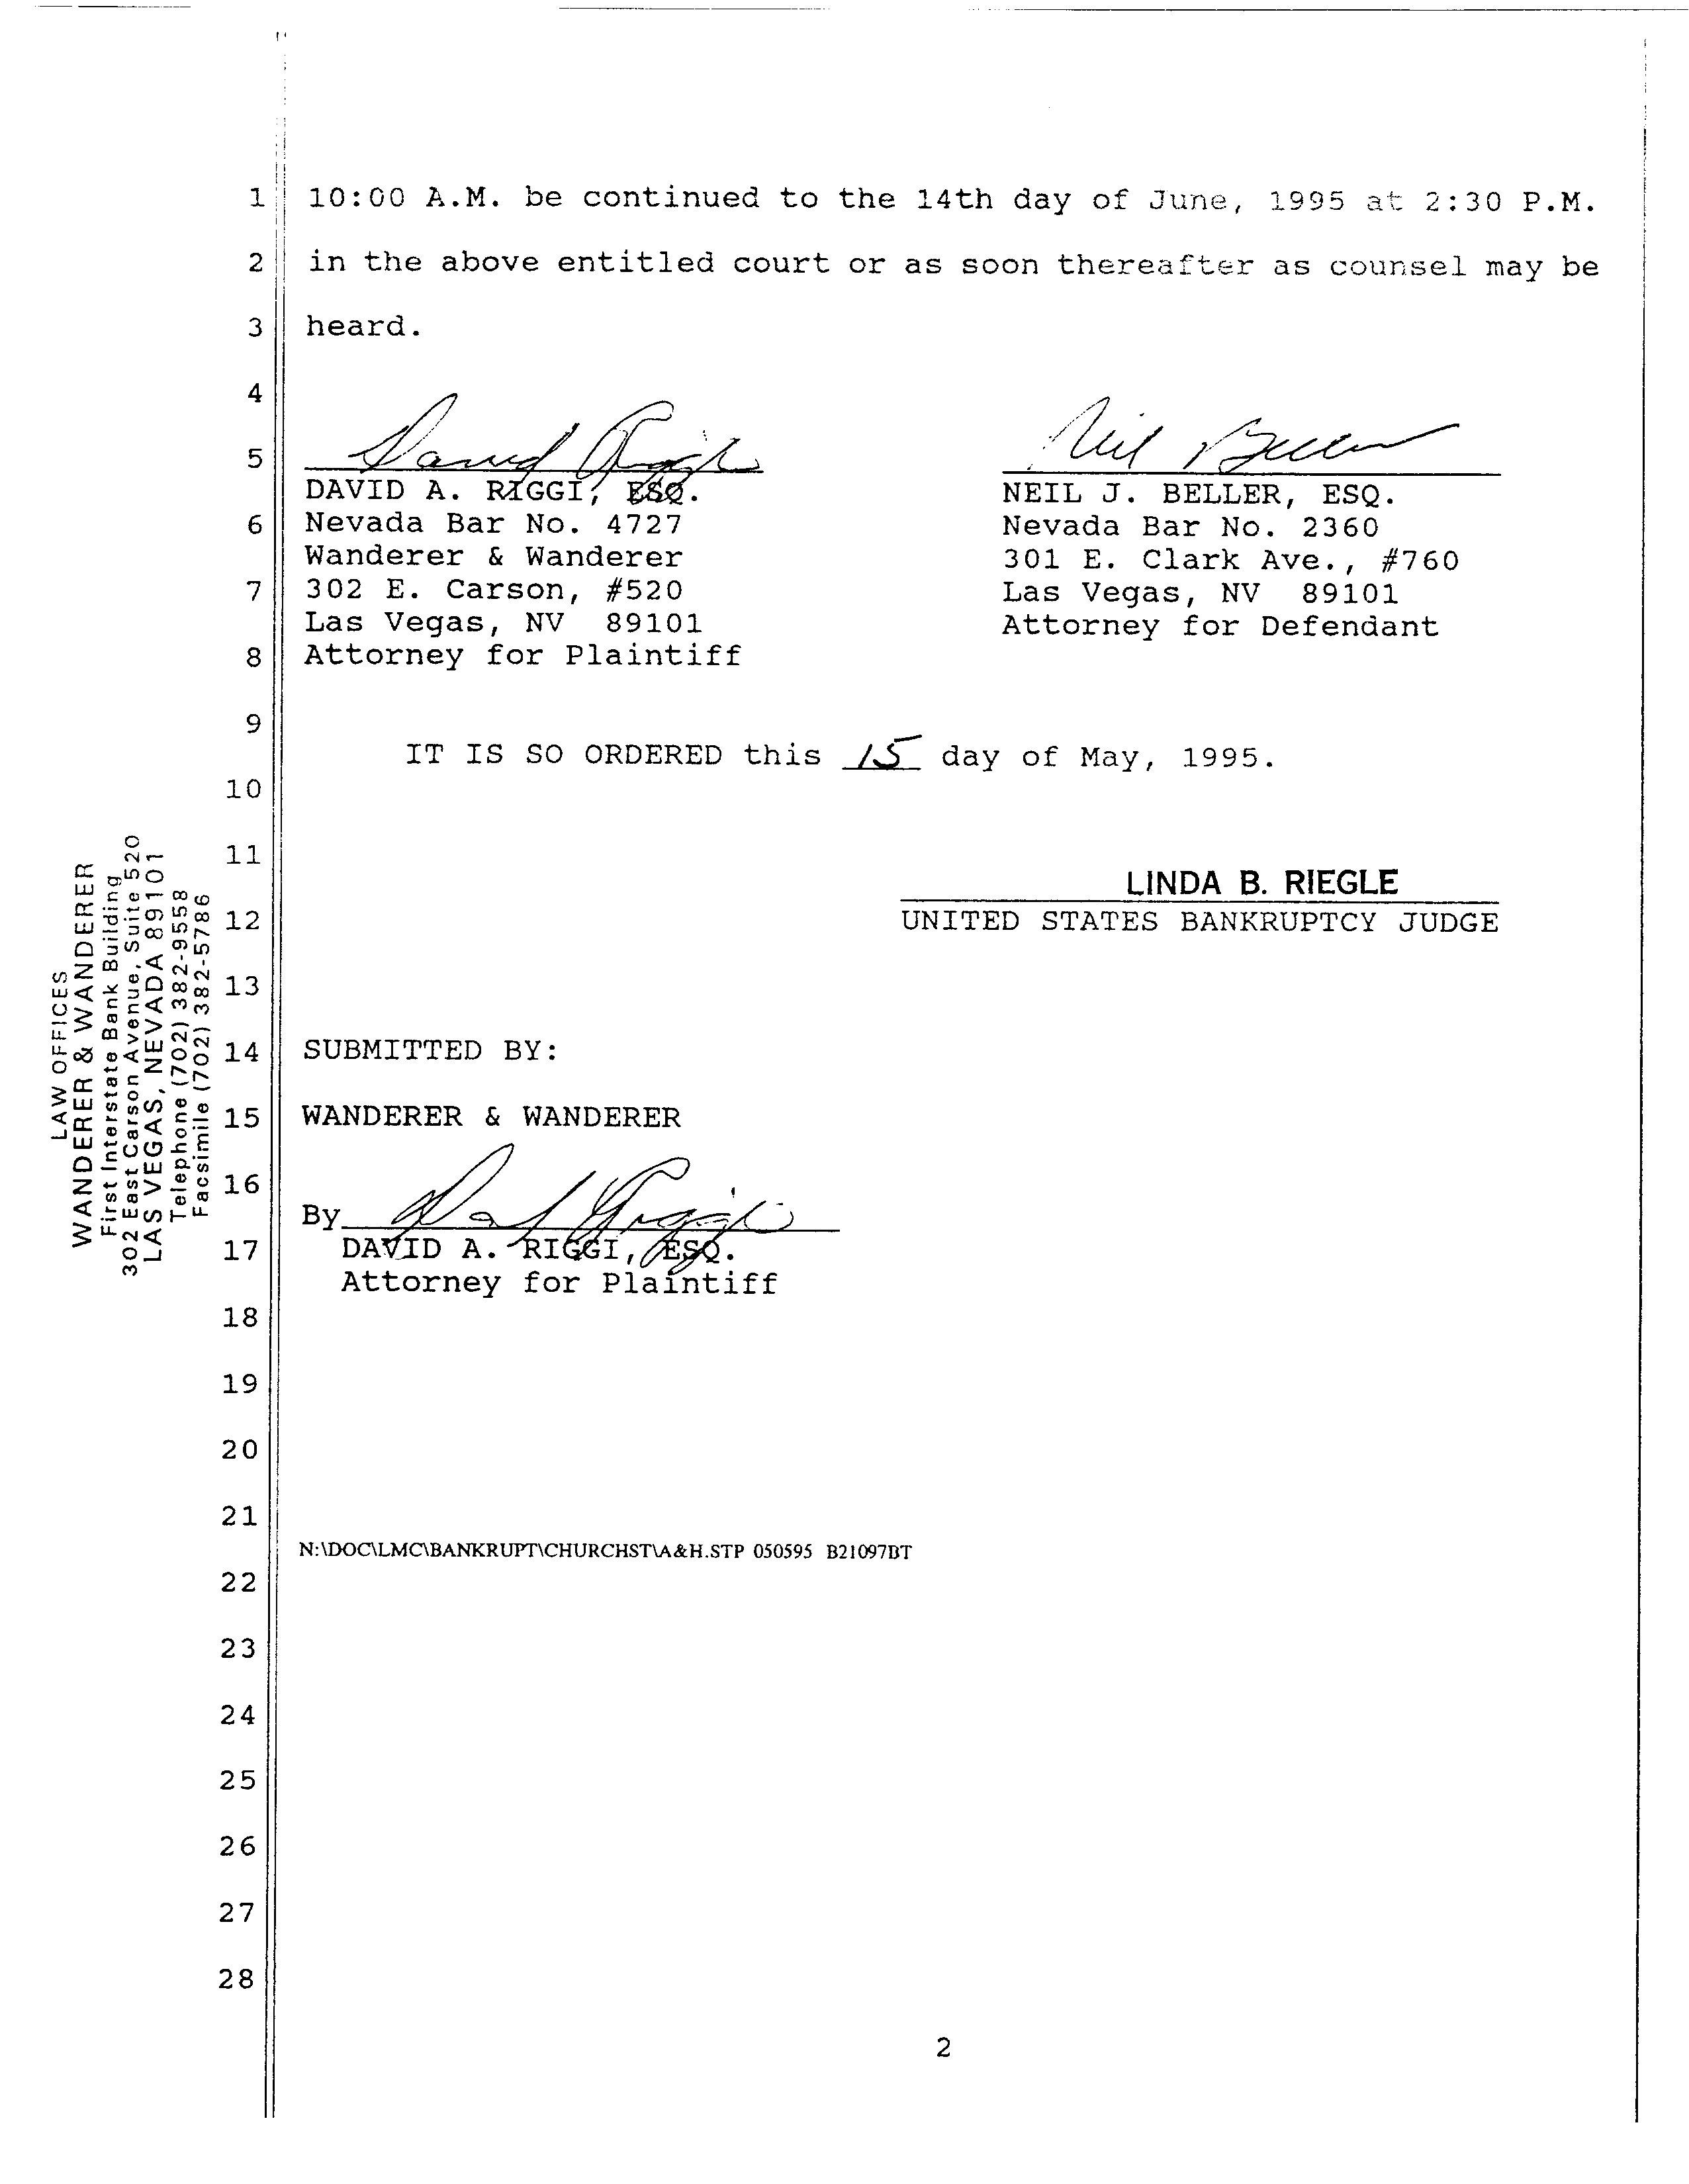 1 10:00 A.M. be continued to the 14th day of June, 1995 at 2:30 P.M.
2 in the above entitled court or as soon thereafter as counsel may be
3 heard.
4
David Riggi
Neil Beller
5
DAVID A. RIGGI, ESQ.
NEIL J. BELLER, ESQ.
6 Nevada Bar No. 4727
Nevada Bar No. 2360
Wanderer & Wanderer
301 E. Clark Ave., #760
7 302 E. Carson, #520
Las Vegas, NV 89101
Las Vegas, NV 89101
Attorney for Defendant
8 Attorney for Plaintiff
9
IT IS SO ORDERED this 15 day of May, 1995.
10
11
LINDA B. RIEGLE
12 UNITED STATES BANKRUPTCY JUDGE
13
14 SUBMITTED BY:
15 WANDERER & WANDERER
16
By David Riggi
17 DAVID A. RIGGI, ESQ.
Attorney for Plaintiff
18
19
20
21
N:\DOC\LMC\BANKRUPT\CHURCHST\A&H.STP 050595 B21097BT
22
23
24
25
26
27
28
2
LAW OFFICES
WANDERER & WANDERER
First Interstate Bank Building
302 East Carson Avenue, Suite 520
LAS VEGAS, NEVADA 89101
Telephone (702) 382-9558
Facsimile (702) 382-5786